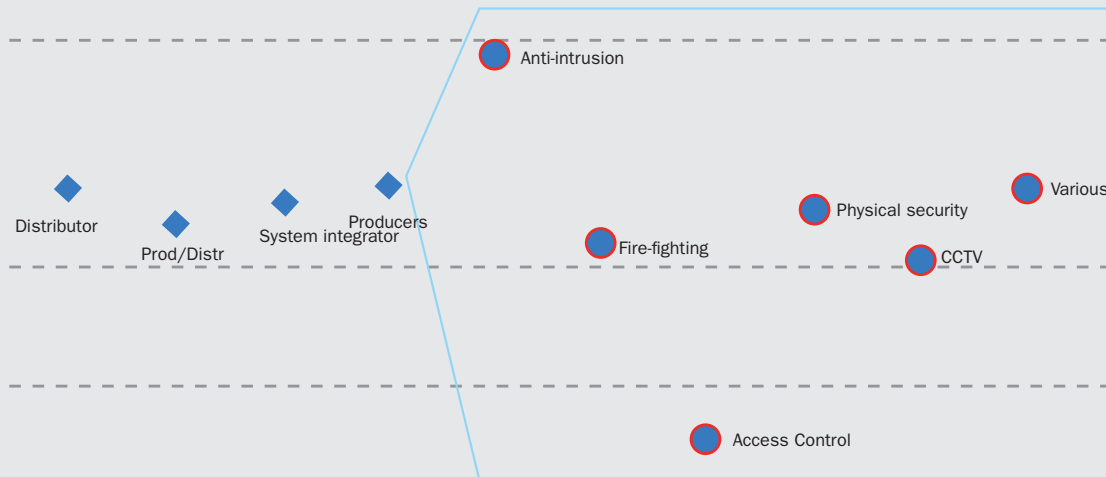 Anti-intrusion
Distributor
Prod/Distr
System integrator
Producers
Fire-fighting
Physical security
CCTV
Various
Access Control